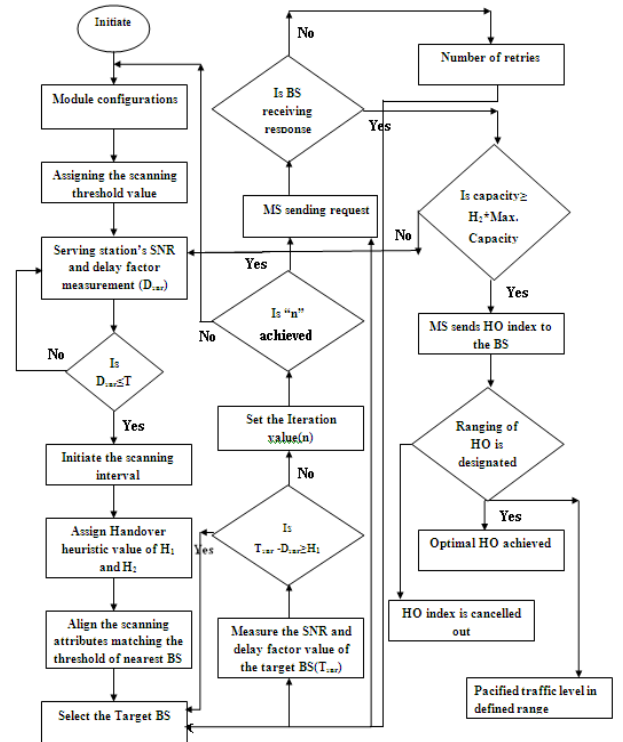 Initiate
Module configurations
Assigning the scanning
threshold value
Serving station's SNR
and delay factor
measurement (Dsnr)
No
Is
Dsnr≤T
Yes
Initiate the scanning
interval
Assign Handover
heuristic value of H1
and H2
Align the scanning
attributes matching the
threshold of nearest BS
Select the Target BS
Measure the SNR and
delay factor value of
the target BS(Tsnr)
Is
Tsnr -Dsnr≥H1
Yes
No
Set the Iteration
value(n)
Is "n"
achieved
No
Yes
MS sending request
Is BS
receiving
response
No
Yes
Number of retries
Is capacity≥
H2*Max.
Capacity
No
Yes
MS sends HO index to
the BS
Ranging of
HO is
designated
Yes
Optimal HO achieved
HO index is cancelled
out
Pacified traffic level in
defined range